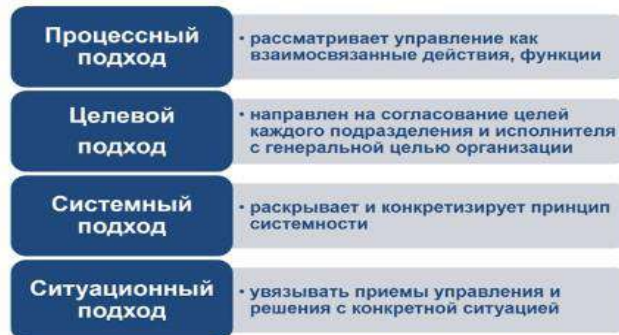 Процессный
подход
• рассматривает управление как
взаимосвязанные действия, функции
Целевой
подход
• направлен на согласование целей
каждого подразделения и исполнителя
с генеральной целью организации
Системный
подход
• раскрывает и конкретизирует принцип
системности
Ситуационный
подход
• увязывать приемы управления и
решения с конкретной ситуацией